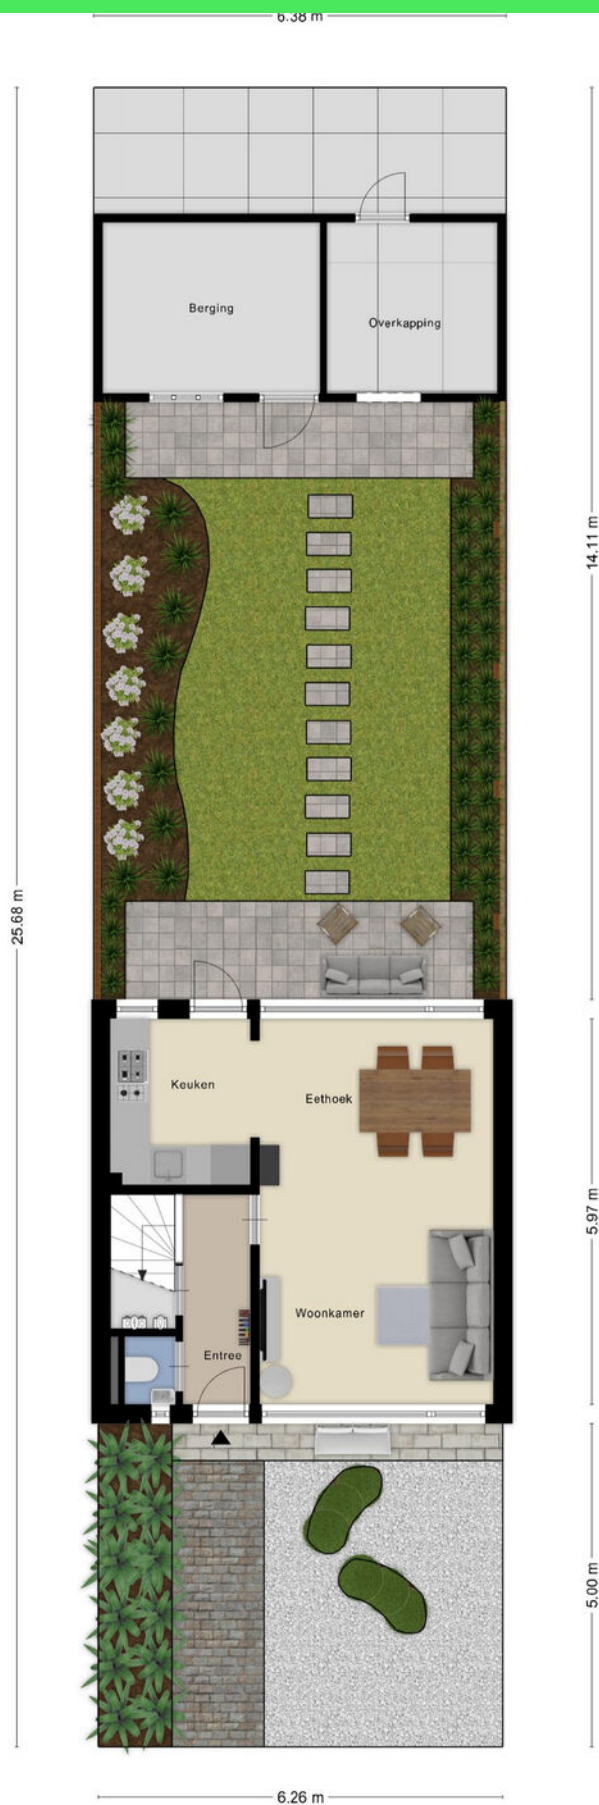 6.38 m
Berging
Overkapping
14.11 m
25.68 m
Keuken
Eethoek
5.97 m
Woonkamer
Entree
5.00 m
6.26 m